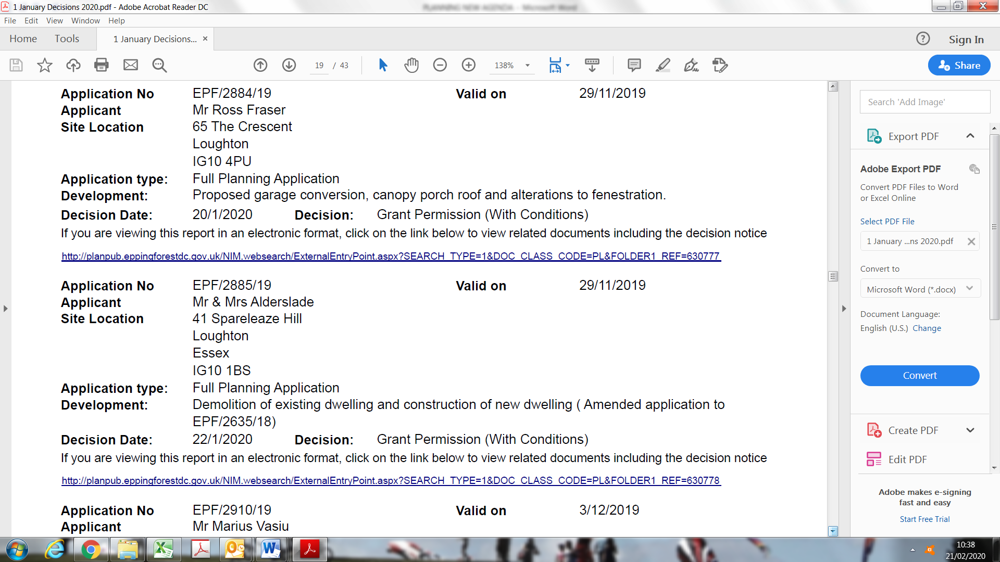 1 January Decisions 2020.pdf - Adobe Acrobat Reader DC
PLANNING NEW AGENDA - Microsoft Word
File Edit View Window Help
Home Tools 1 January Decisions... × Sign In
19 / 43 138% Share
Application No EPF/2884/19 Valid on 29/11/2019
Applicant Mr Ross Fraser
Site Location 65 The Crescent
Loughton
IG10 4PU
Application type: Full Planning Application
Development: Proposed garage conversion, canopy porch roof and alterations to fenestration.
Decision Date: 20/1/2020 Decision: Grant Permission (With Conditions)
If you are viewing this report in an electronic format, click on the link below to view related documents including the decision notice
http://planpub.eppingforestdc.gov.uk/NIM.websearch/ExternalEntryPoint.aspx?SEARCH_TYPE=1&DOC_CLASS_CODE=PL&FOLDER1_REF=630777
Application No EPF/2885/19 Valid on 29/11/2019
Applicant Mr & Mrs Alderslade
Site Location 41 Spareleaze Hill
Loughton
Essex
IG10 1BS
Application type: Full Planning Application
Development: Demolition of existing dwelling and construction of new dwelling ( Amended application to
EPF/2635/18)
Decision Date: 22/1/2020 Decision: Grant Permission (With Conditions)
If you are viewing this report in an electronic format, click on the link below to view related documents including the decision notice
http://planpub.eppingforestdc.gov.uk/NIM.websearch/ExternalEntryPoint.aspx?SEARCH_TYPE=1&DOC_CLASS_CODE=PL&FOLDER1_REF=630778
Application No EPF/2910/19 Valid on 3/12/2019
Applicant Mr Marius Vasiu
Search 'Add Image'
Export PDF
Adobe Export PDF
Convert PDF Files to Word
or Excel Online
Select PDF File
1 January ...ns 2020.pdf
Convert to
Microsoft Word (*.docx)
Document Language:
English (U.S.) Change
Convert
Create PDF
Edit PDF
Adobe makes e-signing
fast and easy
Start Free Trial
10:38
21/02/2020